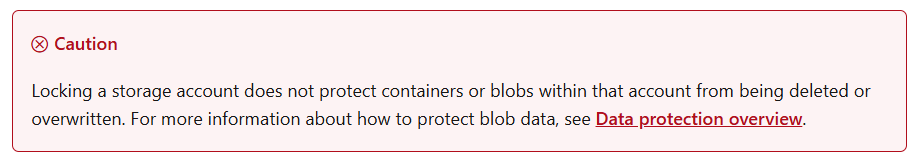 Caution
Locking a storage account does not protect containers or blobs within that account from being deleted or
overwritten. For more information about how to protect blob data, see Data protection overview.